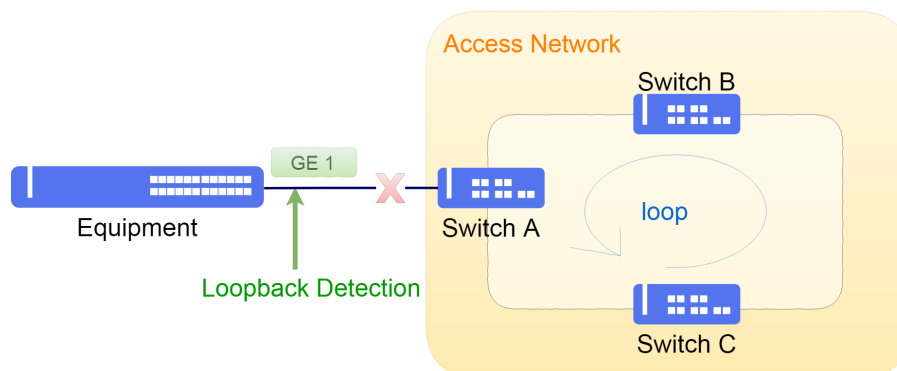 Access Network
Switch B
GE 1
Equipment
Switch A
loop
Loopback Detection
Switch C